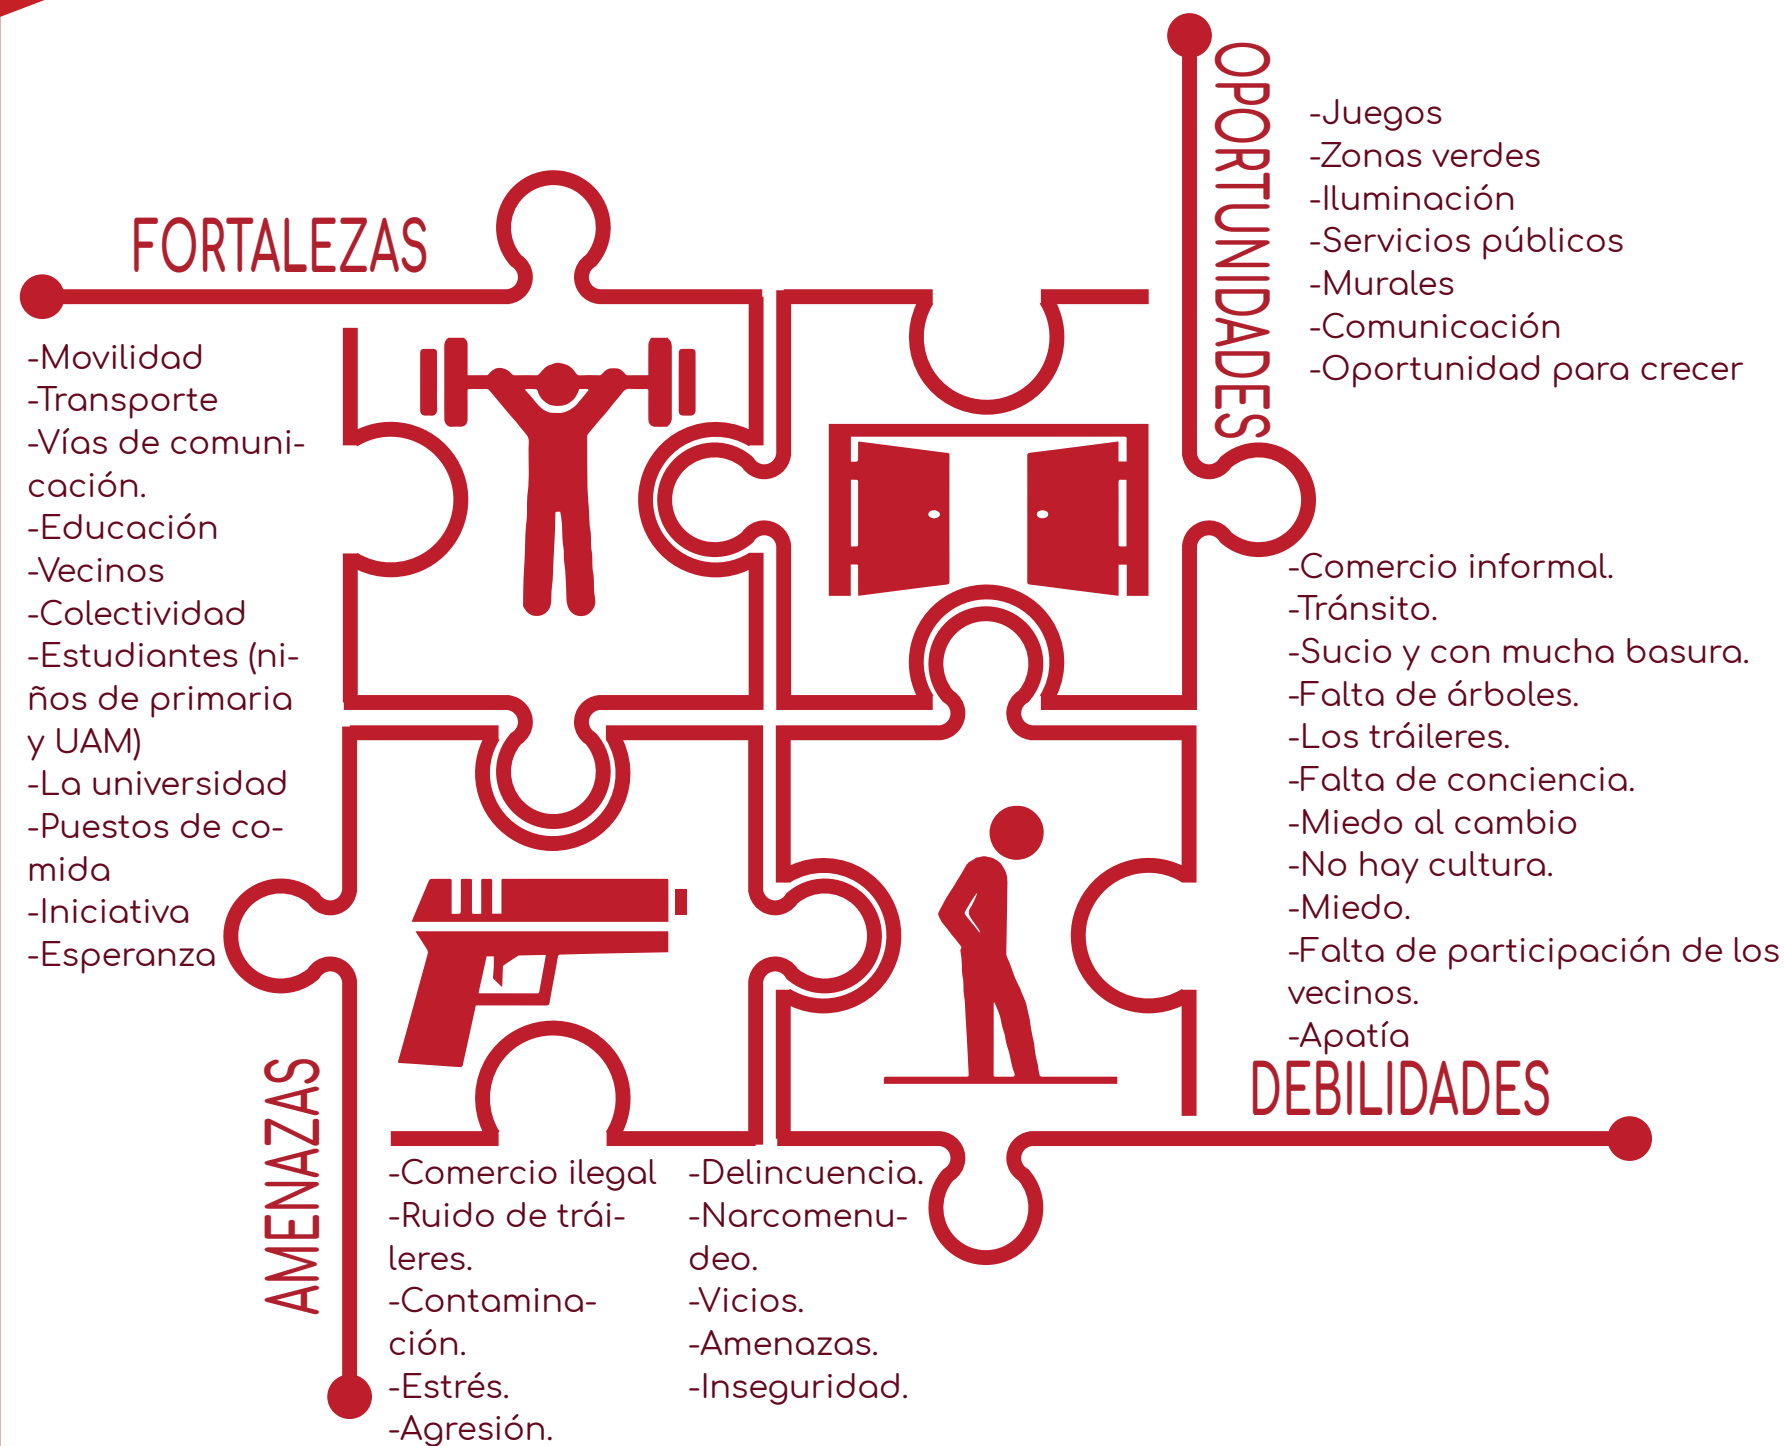 FORTALEZAS
-Movilidad
-Transporte
-Vías de comuni-
cación.
-Educación
-Vecinos
-Colectividad
-Estudiantes (ni-
ños de primaria
y UAM)
-La universidad
-Puestos de co-
mida
-Iniciativa
-Esperanza
OPORTUNIDADES
-Juegos
-Zonas verdes
-Iluminación
-Servicios públicos
-Murales
-Comunicación
-Oportunidad para crecer
-Comercio informal.
-Tránsito.
-Sucio y con mucha basura.
-Falta de árboles.
-Los tráileres.
-Falta de conciencia.
-Miedo al cambio
-No hay cultura.
-Miedo.
-Falta de participación de los
vecinos.
-Apatía
DEBILIDADES
AMENAZAS
-Comercio ilegal
-Ruido de trái-
leres.
-Contamina-
ción.
-Estrés.
-Agresión.
-Delincuencia.
-Narcomenu-
deo.
-Vicios.
-Amenazas.
-Inseguridad.